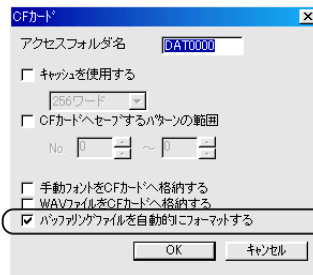 CFカード
アクセスフォルダ名 DAT0000
キャッシュを使用する
256ワード
CFカードへセーブするパターンの範囲
No. 0 ～ 0
手動フォントをCFカードへ格納する
WAVファイルをCFカードへ格納する
バッファリングファイルを自動的にフォーマットする
OK キャンセル